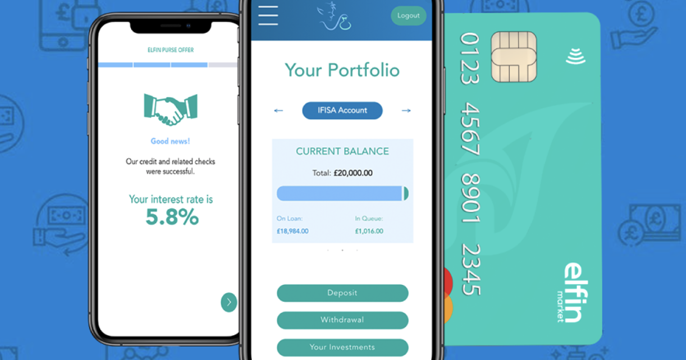 ELFIN PURSE OFFER
Good news!
Our credit and related checks
were successful.
Your interest rate is
5.8%
Logout
Your Portfolio
← IFISA Account →
CURRENT BALANCE
Total: £20,000.00
On Loan: In Queue:
£18,984.00 £1,016.00
Deposit
Withdrawal
Your Investments
0123 4567 8901 2345
elfin
market